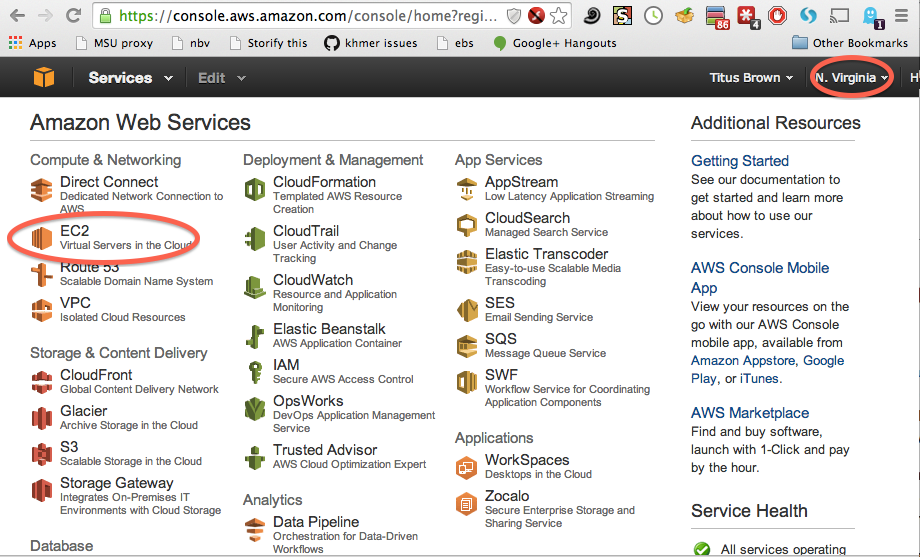 https://console.aws.amazon.com/console/home?regi...
86
4
1
Apps
MSU proxy
nbv
Storify this
khmer issues
ebs
Google+ Hangouts
Other Bookmarks
Services
Edit
Titus Brown
N. Virginia
H
Amazon Web Services
Compute & Networking
Direct Connect
Dedicated Network Connection to
AWS
EC2
Virtual Servers in the Cloud
Route 53
Scalable Domain Name System
VPC
Isolated Cloud Resources
Storage & Content Delivery
CloudFront
Global Content Delivery Network
Glacier
Archive Storage in the Cloud
S3
Scalable Storage in the Cloud
Storage Gateway
Integrates On-Premises IT
Environments with Cloud Storage
Database
Deployment & Management
CloudFormation
Templated AWS Resource
Creation
CloudTrail
User Activity and Change
Tracking
CloudWatch
Resource and Application
Monitoring
Elastic Beanstalk
AWS Application Container
IAM
Secure AWS Access Control
OpsWorks
DevOps Application Management
Service
Trusted Advisor
AWS Cloud Optimization Expert
Analytics
Data Pipeline
Orchestration for Data-Driven
Workflows
App Services
AppStream
Low Latency Application Streaming
CloudSearch
Managed Search Service
Elastic Transcoder
Easy-to-use Scalable Media
Transcoding
SES
Email Sending Service
SQS
Message Queue Service
SWF
Workflow Service for Coordinating
Application Components
Applications
WorkSpaces
Desktops in the Cloud
Zocalo
Secure Enterprise Storage and
Sharing Service
Additional Resources
Getting Started
See our documentation to
get started and learn more
about how to use our
services.
AWS Console Mobile
App
View your resources on the
go with our AWS Console
mobile app, available from
Amazon Appstore, Google
Play, or iTunes.
AWS Marketplace
Find and buy software,
launch with 1-Click and pay
by the hour.
Service Health
All services operating